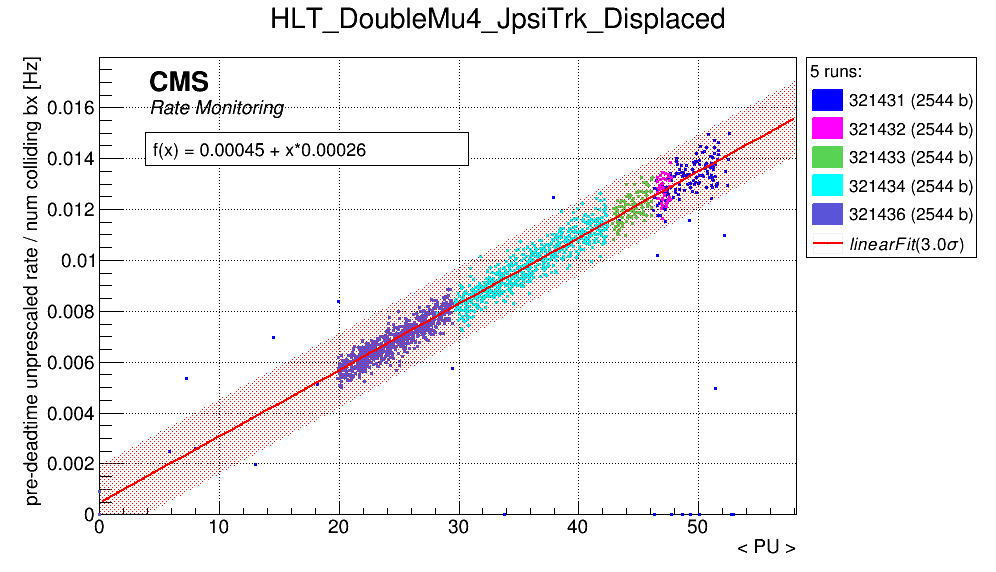 HLT_DoubleMu4_JpsiTrk_Displaced
pre-deadtime unprescaled rate / num colliding bx [Hz]
CMS
Rate Monitoring
f(x) = 0.00045 + x*0.00026
0.016
0.014
0.012
0.01
0.008
0.006
0.004
0.002
0
0 10 20 30 40 50
< PU >
5 runs:
321431 (2544 b)
321432 (2544 b)
321433 (2544 b)
321434 (2544 b)
321436 (2544 b)
linearFit(3.0σ)